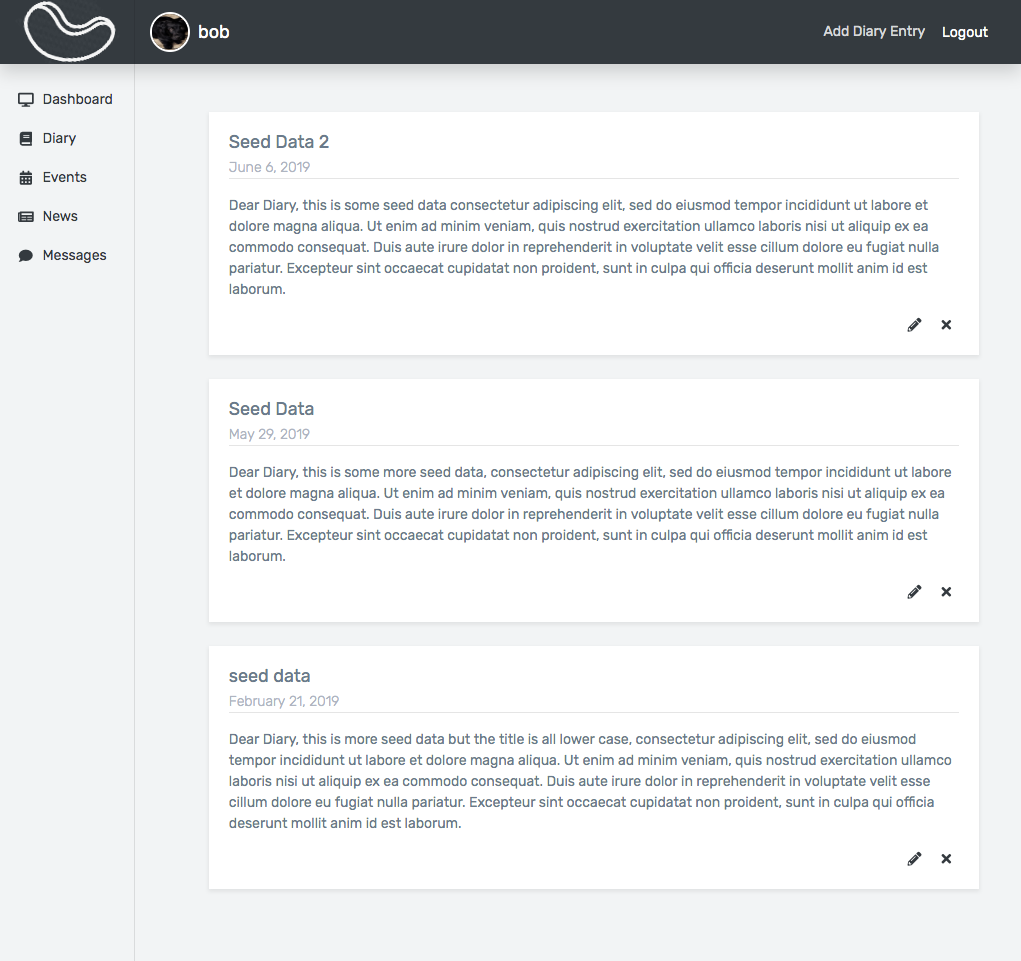 bob
Add Diary Entry
Logout
Dashboard
Diary
Events
News
Messages
Seed Data 2
June 6, 2019
Dear Diary, this is some seed data consectetur adipiscing elit, sed do eiusmod tempor incididunt ut labore et
dolore magna aliqua. Ut enim ad minim veniam, quis nostrud exercitation ullamco laboris nisi ut aliquip ex ea
commodo consequat. Duis aute irure dolor in reprehenderit in voluptate velit esse cillum dolore eu fugiat nulla
pariatur. Excepteur sint occaecat cupidatat non proident, sunt in culpa qui officia deserunt mollit anim id est
laborum.
Seed Data
May 29, 2019
Dear Diary, this is some more seed data, consectetur adipiscing elit, sed do eiusmod tempor incididunt ut labore
et dolore magna aliqua. Ut enim ad minim veniam, quis nostrud exercitation ullamco laboris nisi ut aliquip ex ea
commodo consequat. Duis aute irure dolor in reprehenderit in voluptate velit esse cillum dolore eu fugiat nulla
pariatur. Excepteur sint occaecat cupidatat non proident, sunt in culpa qui officia deserunt mollit anim id est
laborum.
seed data
February 21, 2019
Dear Diary, this is more seed data but the title is all lower case, consectetur adipiscing elit, sed do eiusmod
tempor incididunt ut labore et dolore magna aliqua. Ut enim ad minim veniam, quis nostrud exercitation ullamco
laboris nisi ut aliquip ex ea commodo consequat. Duis aute irure dolor in reprehenderit in voluptate velit esse
cillum dolore eu fugiat nulla pariatur. Excepteur sint occaecat cupidatat non proident, sunt in culpa qui officia
deserunt mollit anim id est laborum.